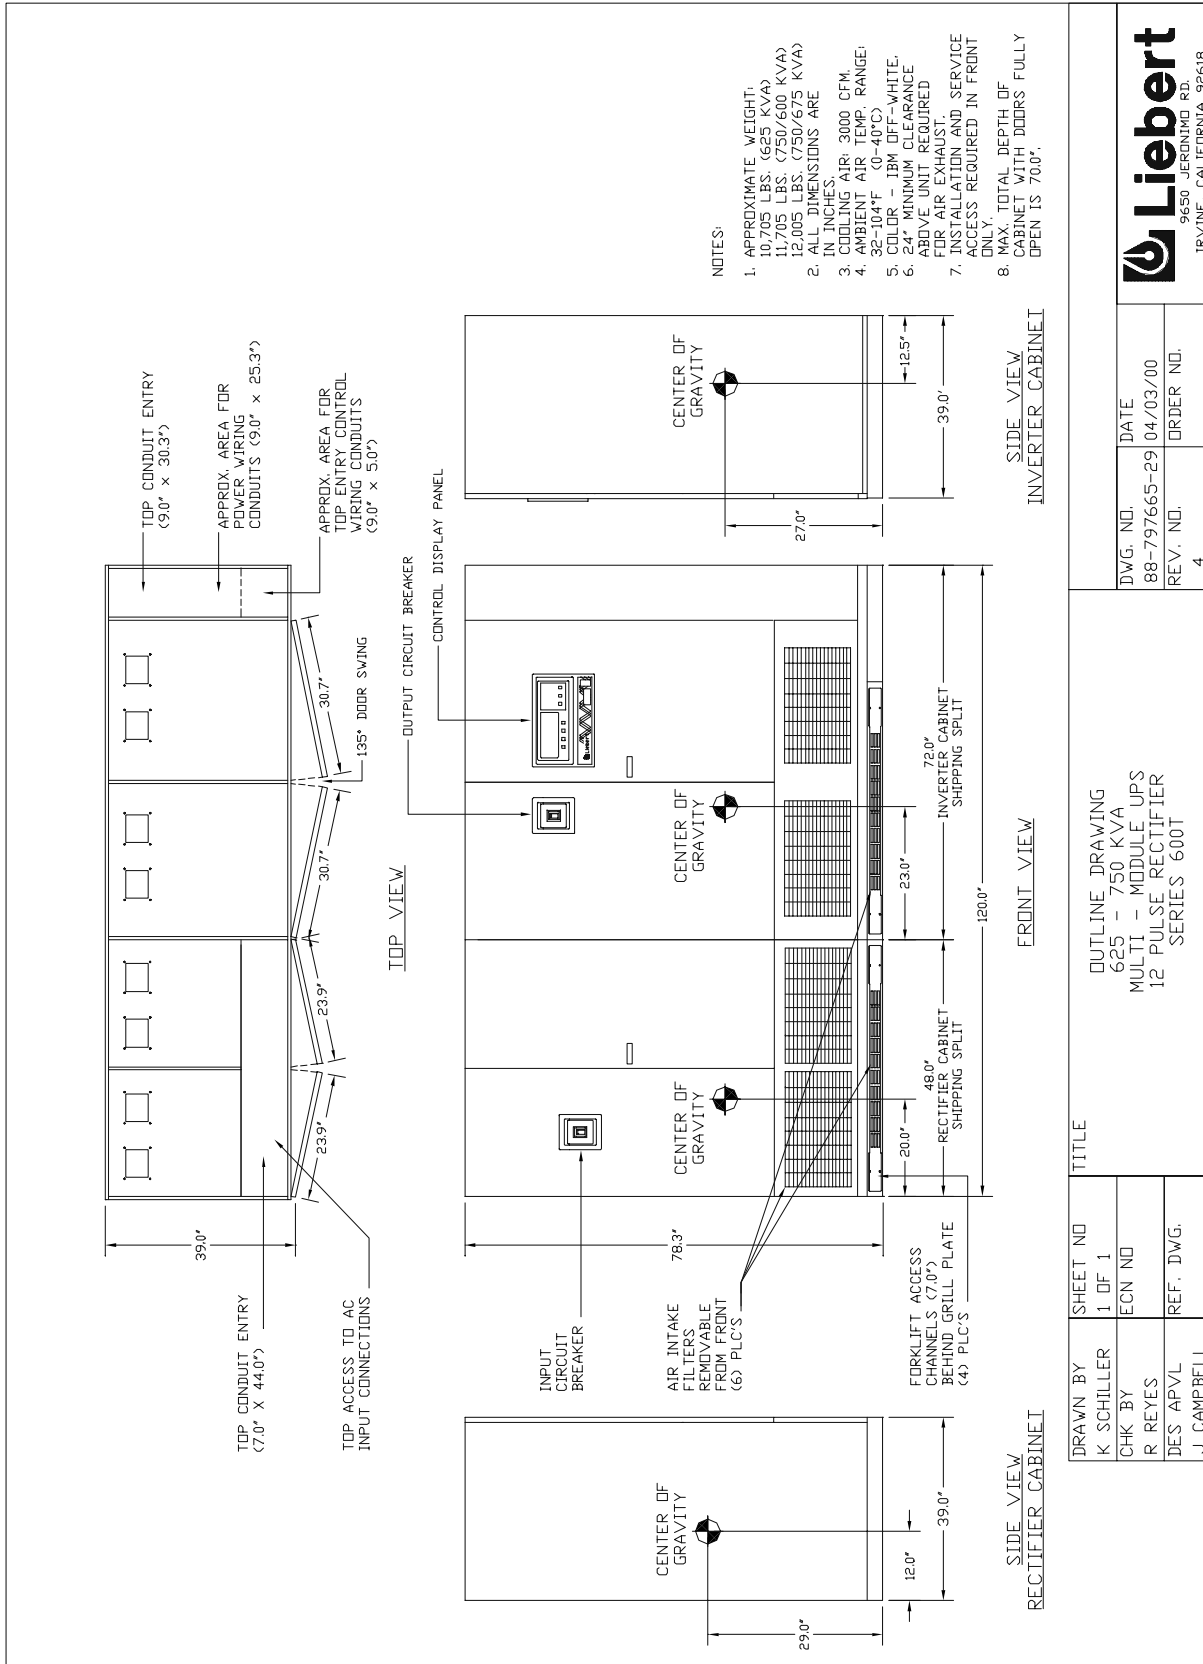 TOP CONDUIT ENTRY
(7.0" X 44.0")
TOP ACCESS TO AC
INPUT CONNECTIONS
39.0"
23.9"
23.9"
30.7"
30.7"
135° DOOR SWING
TOP CONDUIT ENTRY
(9.0" x 30.3")
APPROX. AREA FOR
POWER WIRING
CONDUITS (9.0" x 25.3")
APPROX. AREA FOR
TOP ENTRY CONTROL
WIRING CONDUITS
(9.0" x 5.0")
TOP VIEW
OUTPUT CIRCUIT BREAKER
CONTROL DISPLAY PANEL
CENTER OF
GRAVITY
29.0"
12.0"
39.0"
SIDE VIEW
RECTIFIER CABINET
INPUT
CIRCUIT
BREAKER
AIR INTAKE
FILTERS
REMOVABLE
FROM FRONT
(6) PLC'S
FORKLIFT ACCESS
CHANNELS (7.0")
BEHIND GRILL PLATE
(4) PLC'S
78.3"
CENTER OF
GRAVITY
CENTER OF
GRAVITY
Liebert
20.0"
23.0"
48.0"
RECTIFIER CABINET
SHIPPING SPLIT
72.0"
INVERTER CABINET
SHIPPING SPLIT
120.0"
FRONT VIEW
CENTER OF
GRAVITY
27.0"
12.5"
39.0'
SIDE VIEW
INVERTER CABINET
NOTES:
1. APPROXIMATE WEIGHT:
10,705 LBS. (625 KVA)
11,705 LBS. (750/600 KVA)
12,005 LBS. (750/675 KVA)
2. ALL DIMENSIONS ARE
IN INCHES.
3. COOLING AIR: 3000 CFM.
4. AMBIENT AIR TEMP. RANGE:
32-104°F (0-40°C)
5. COLOR - IBM OFF-WHITE.
6. 24" MINIMUM CLEARANCE
ABOVE UNIT REQUIRED
FOR AIR EXHAUST.
7. INSTALLATION AND SERVICE
ACCESS REQUIRED IN FRONT
ONLY.
8. MAX. TOTAL DEPTH OF
CABINET WITH DOORS FULLY
OPEN IS 70.0".
DRAWN BY
K SCHILLER
CHK BY
R REYES
DES APVL
J CAMPBELL
SHEET NO
1 OF 1
ECN NO
REF. DWG.
TITLE
OUTLINE DRAWING
625 - 750 KVA
MULTI - MODULE UPS
12 PULSE RECTIFIER
SERIES 600T
DWG. NO.
88-797665-29
REV. NO.
4
DATE
04/03/00
ORDER NO.
Liebert
9650 JERONIMO RD.
IRVINE, CALIFORNIA 92618